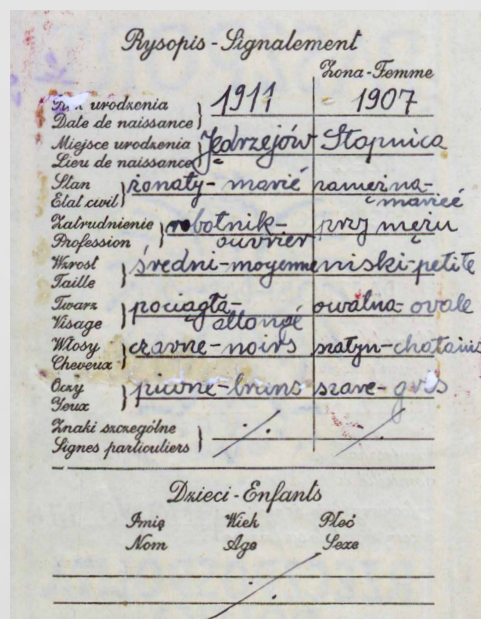 Rysopis - Signalement
Żona - Femme
Rok urodzenia 1911 1907
Date de naissance
Miejsce urodzenia Jędrzejów Stopnica
Lieu de naissance
Stan żonaty - marié zamężna -
Etat civil mariée
Zatrudnienie robotnik - przy mężu
Profession ouvrier
Wzrost średni - moyenne niski - petite
Taille
Twarz pociągła - owalna - ovale
Visage allongé
Włosy czarne - noirs szatyn - chatains
Cheveux
Oczy piwne - bruns szare - gris
Yeux
Znaki szczególne
Signes particuliers
Dzieci - Enfants
Imię Wiek Płeć
Nom Age Sexe